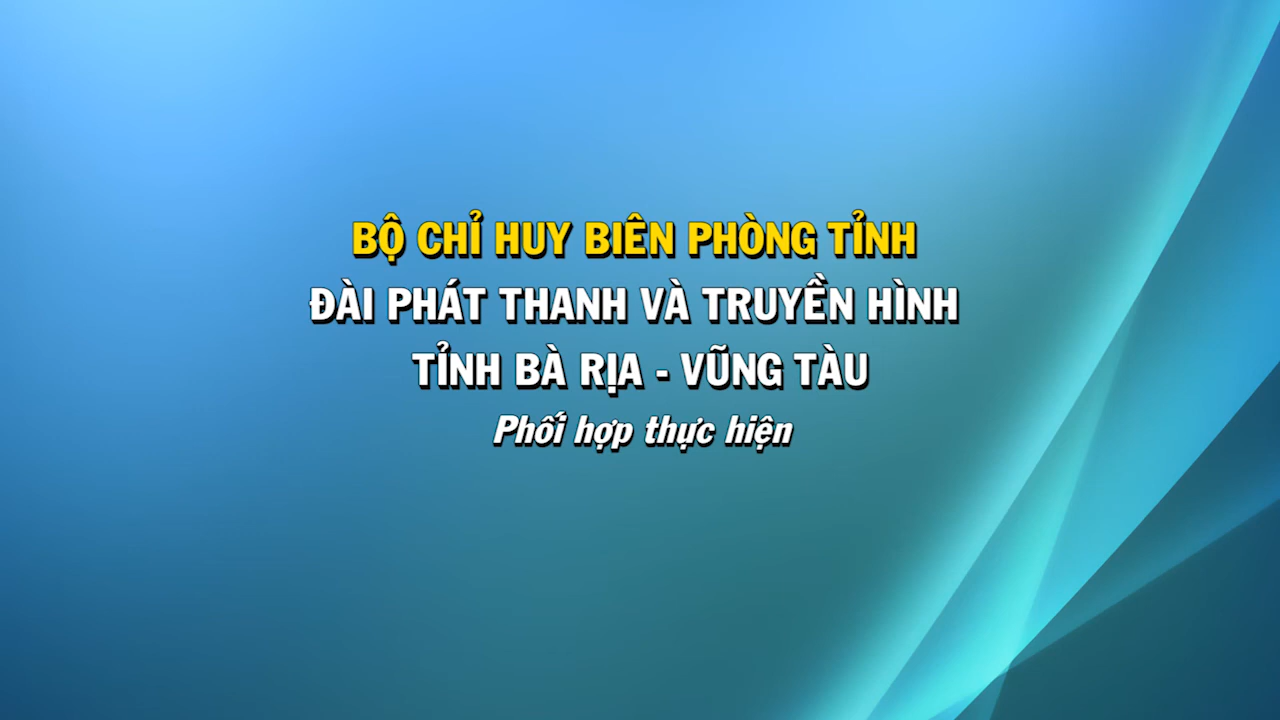 BỘ CHỈ HUY BIÊN PHÒNG TỈNH
ĐÀI PHÁT THANH VÀ TRUYỀN HÌNH
TỈNH BÀ RỊA - VŨNG TÀU
Phối hợp thực hiện